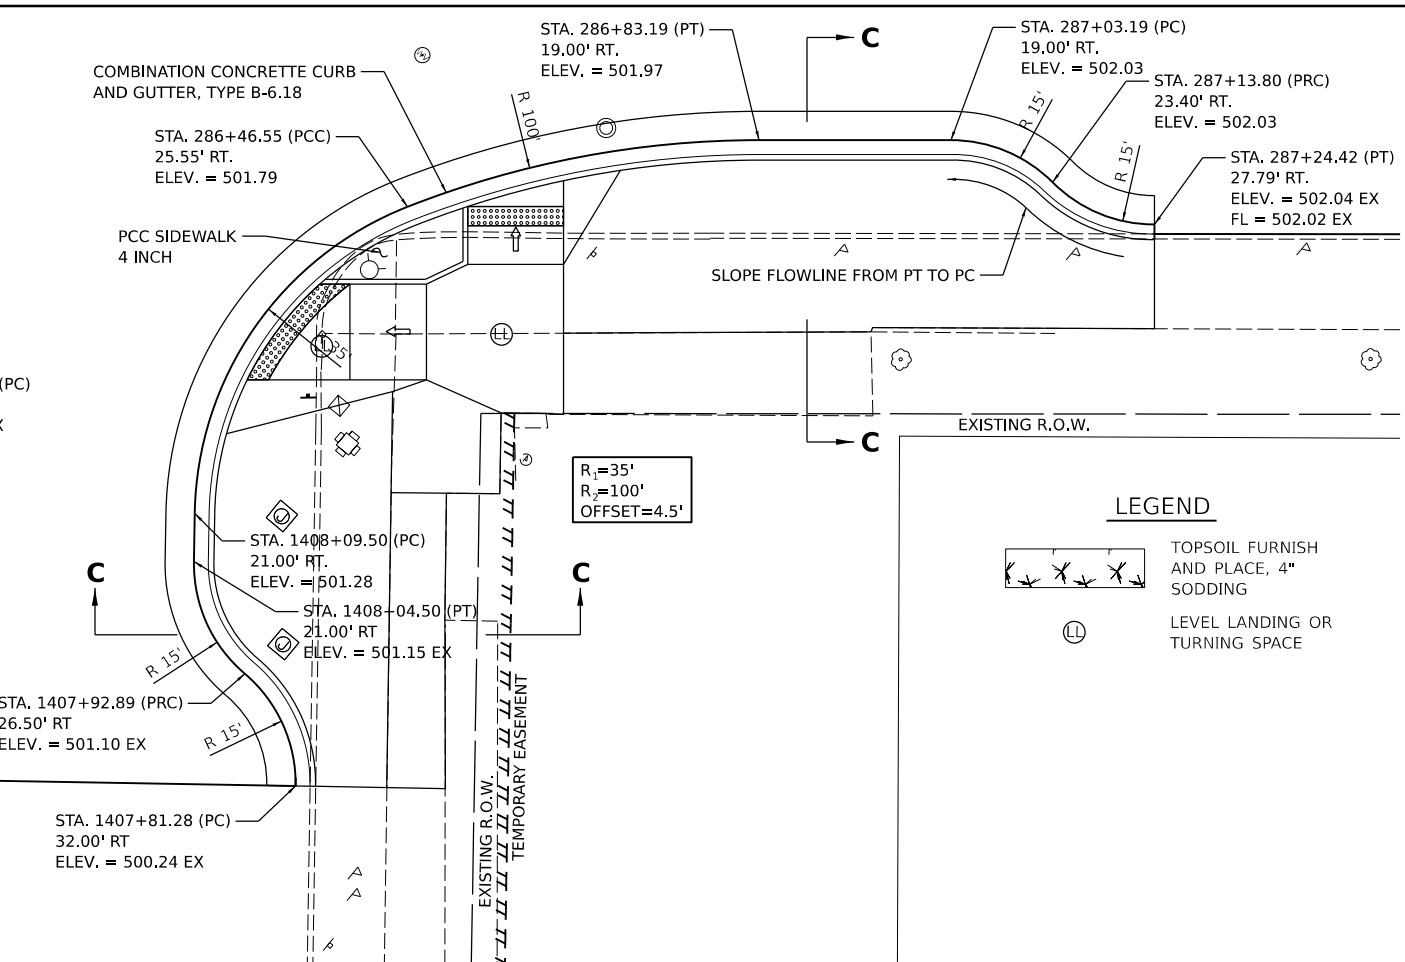 STA. 286+83.19 (PT)
19.00' RT.
ELEV. = 501.97
C
STA. 287+03.19 (PC)
19.00' RT.
ELEV. = 502.03
COMBINATION CONCRETTE CURB
AND GUTTER, TYPE B-6.18
R 100'
R 15'
STA. 287+13.80 (PRC)
23.40' RT.
ELEV. = 502.03
STA. 286+46.55 (PCC)
25.55' RT.
ELEV. = 501.79
R 15'
STA. 287+24.42 (PT)
27.79' RT.
ELEV. = 502.04 EX
FL = 502.02 EX
PCC SIDEWALK
4 INCH
SLOPE FLOWLINE FROM PT TO PC
LL
LL
35'
(PC)
X
EXISTING R.O.W.
C
R1=35'
R2=100'
OFFSET=4.5'
LEGEND
TOPSOIL FURNISH
AND PLACE, 4"
SODDING
LL
LEVEL LANDING OR
TURNING SPACE
STA. 1408+09.50 (PC)
21.00' RT.
ELEV. = 501.28
C
C
STA. 1408+04.50 (PT)
21.00' RT
ELEV. = 501.15 EX
R 15'
STA. 1407+92.89 (PRC)
26.50' RT
ELEV. = 501.10 EX
R 15'
STA. 1407+81.28 (PC)
32.00' RT
ELEV. = 500.24 EX
EXISTING R.O.W.
TEMPORARY EASEMENT